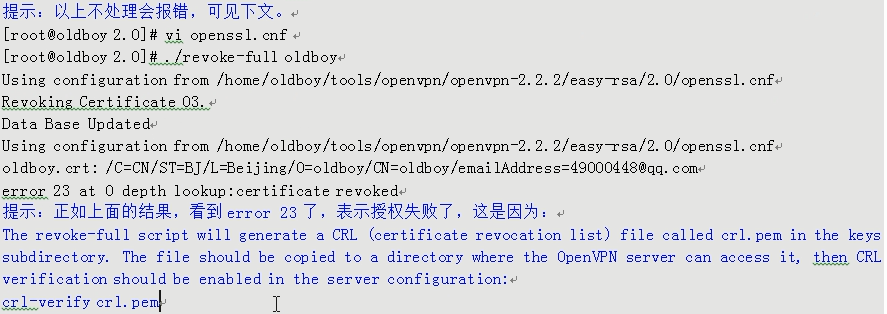 提示：以上不处理会报错，可见下文。
[root@oldboy 2.0]# vi openssl.cnf
[root@oldboy 2.0]# ./revoke-full oldboy
Using configuration from /home/oldboy/tools/openvpn/openvpn-2.2.2/easy-rsa/2.0/openssl.cnf
Revoking Certificate 03.
Data Base Updated
Using configuration from /home/oldboy/tools/openvpn/openvpn-2.2.2/easy-rsa/2.0/openssl.cnf
oldboy.crt: /C=CN/ST=BJ/L=Beijing/O=oldboy/CN=oldboy/emailAddress=49000448@qq.com
error 23 at 0 depth lookup:certificate revoked
提示：正如上面的结果，看到 error 23 了，表示授权失败了，这是因为：
The revoke-full script will generate a CRL (certificate revocation list) file called crl.pem in the keys
subdirectory. The file should be copied to a directory where the OpenVPN server can access it, then CRL
verification should be enabled in the server configuration:
crl-verify crl.pem